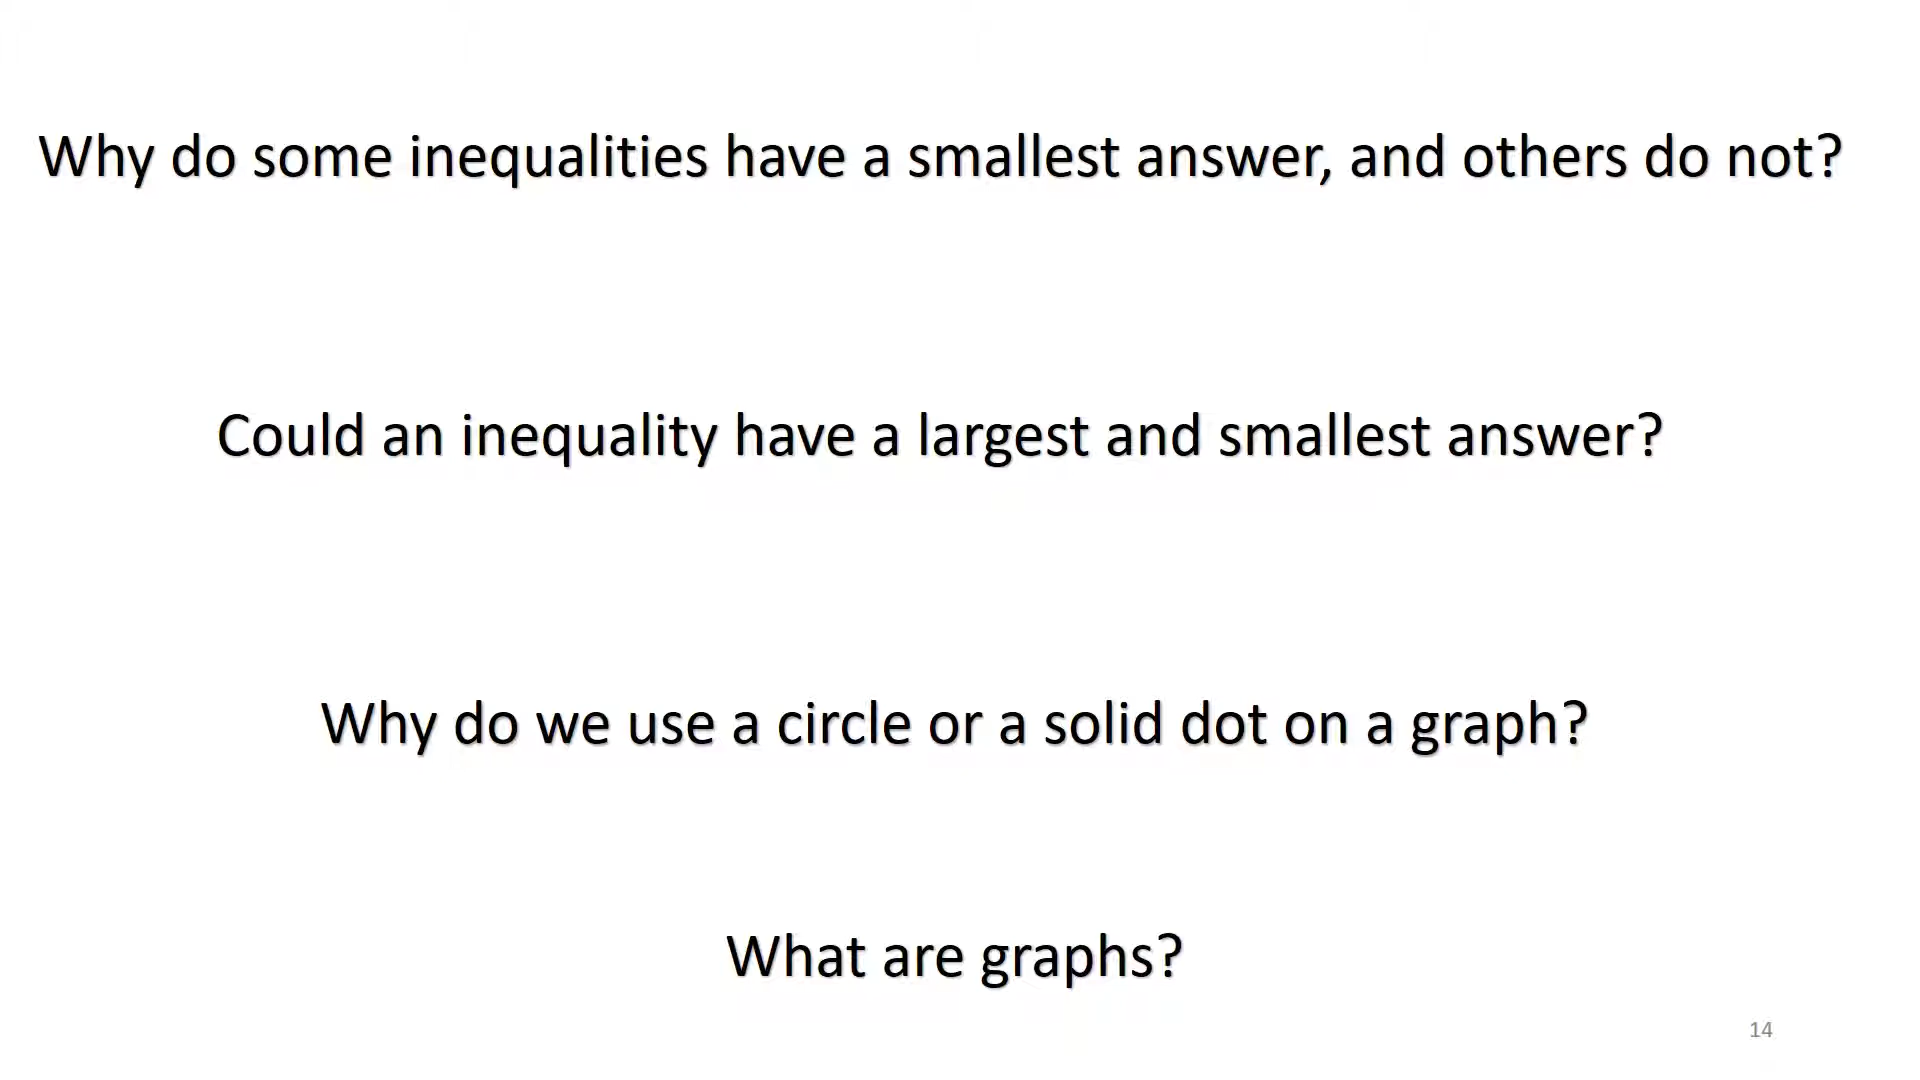 Why do some inequalities have a smallest answer, and others do not?
Could an inequality have a largest and smallest answer?
Why do we use a circle or a solid dot on a graph?
What are graphs?
14